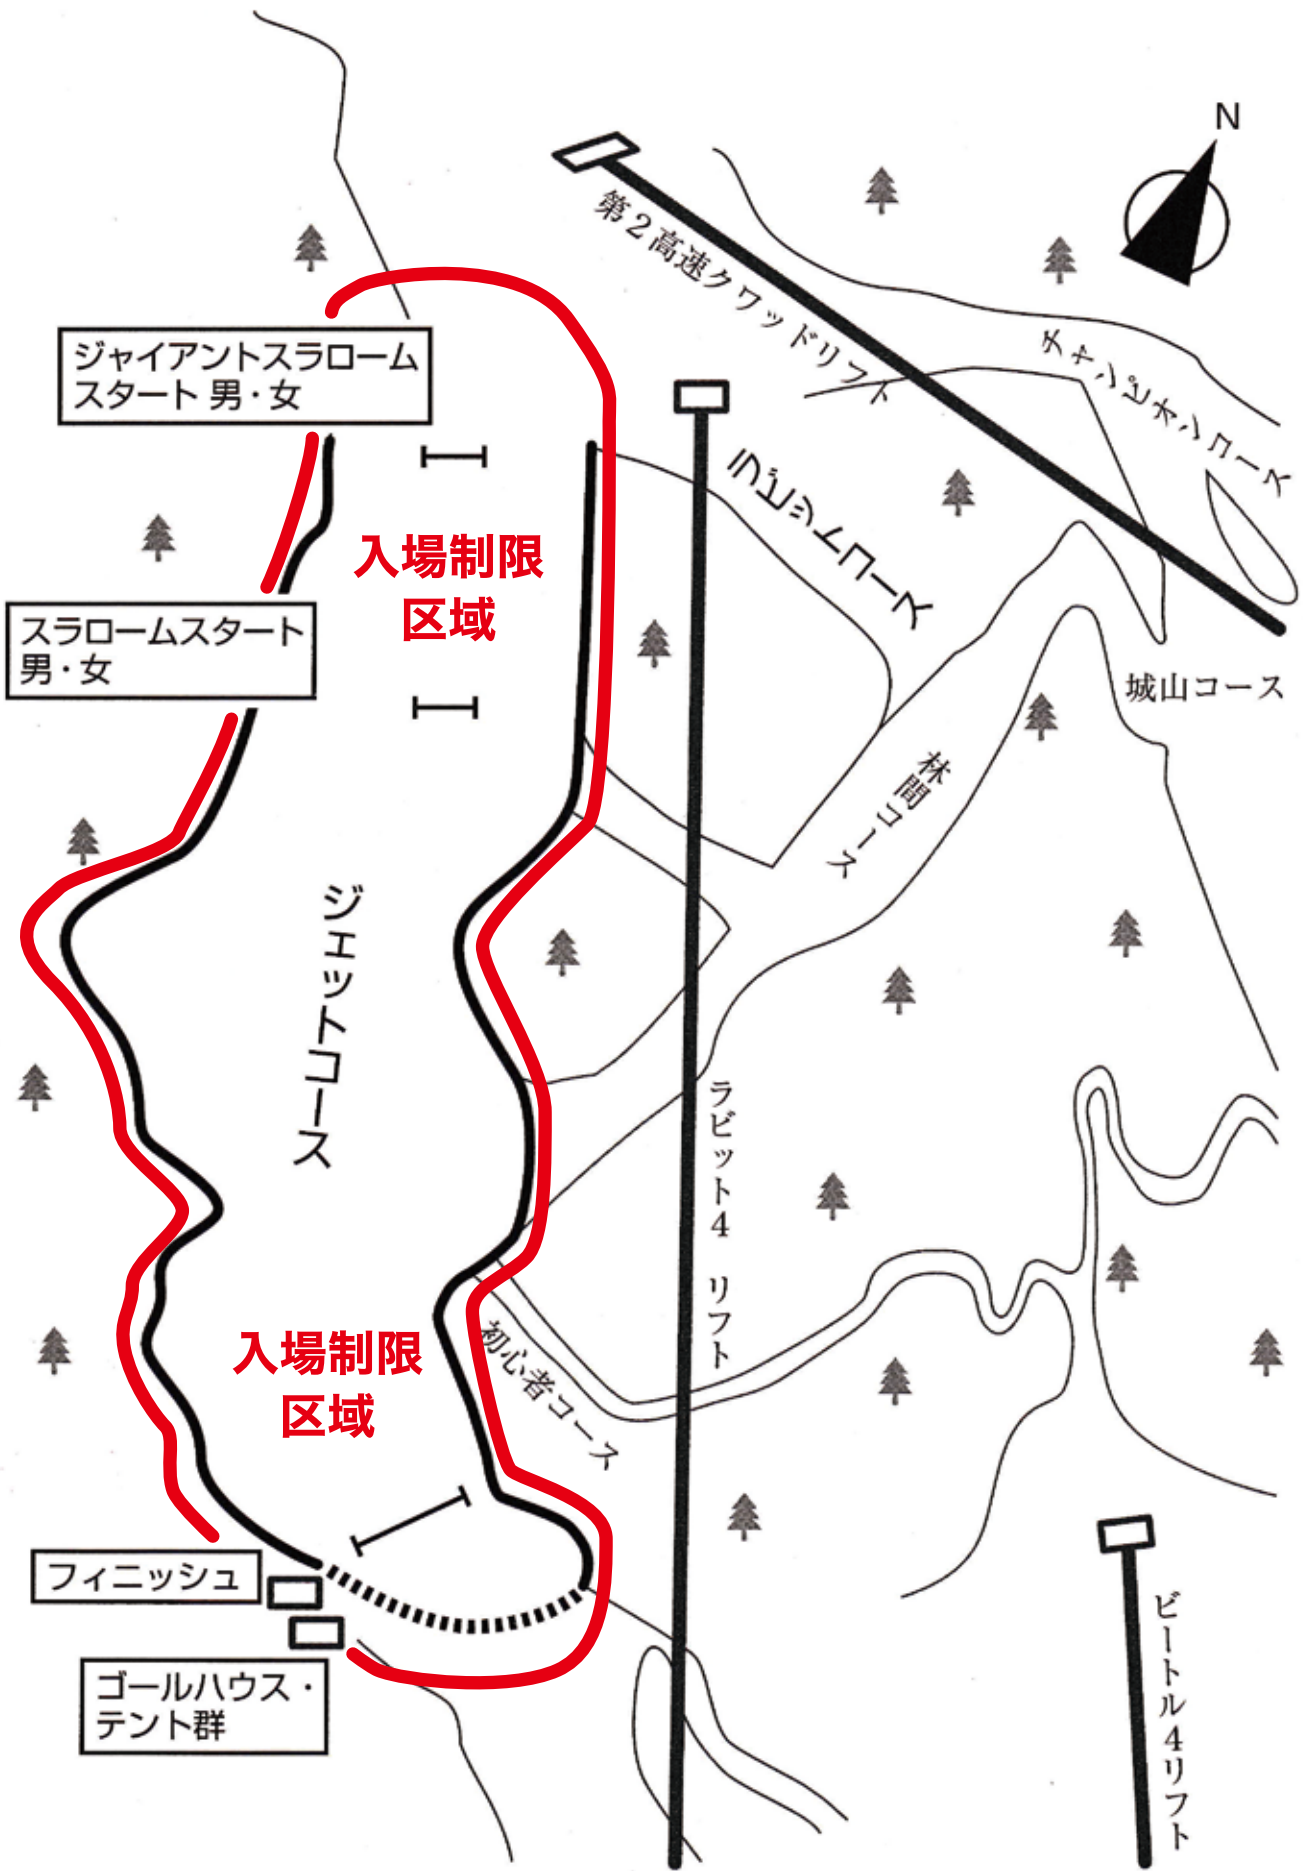 N
第2高速クワッドリフト
チャンピオンコース
ジャイアントスラローム
スタート 男・女
ラビットコース
入場制限
区域
スラロームスタート
男・女
城山コース
林間コース
ジェットコース
ラビット4 リフト
入場制限
区域
初心者コース
フィニッシュ
ゴールハウス・
テント群
ビートル4リフト